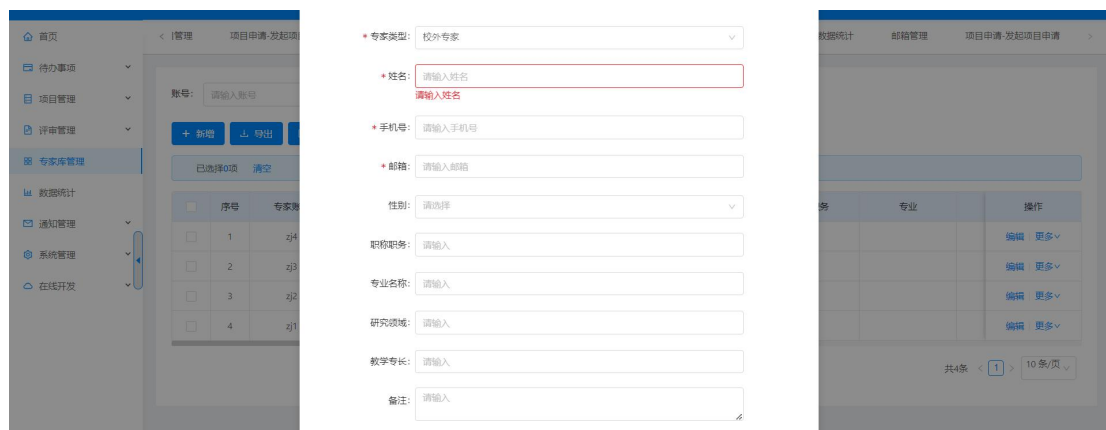 首页
待办事项
项目管理
评审管理
专家库管理
数据统计
通知管理
系统管理
在线开发
管理
项目申请-发起项
数据统计
邮箱管理
项目申请-发起项目申请
账号：
请输入账号
+ 新增
导出
已选择0项
清空
序号
专家账
务
专业
操作
1
zj4
编辑
更多
2
zj3
编辑
更多
3
zj2
编辑
更多
4
zj1
编辑
更多
共4条
<
1
>
10 条/页
* 专家类型：
校外专家
* 姓名：
请输入姓名
请输入姓名
* 手机号：
请输入手机号
* 邮箱：
请输入邮箱
性别：
请选择
职称职务：
请输入
专业名称：
请输入
研究领域：
请输入
教学专长：
请输入
备注：
请输入